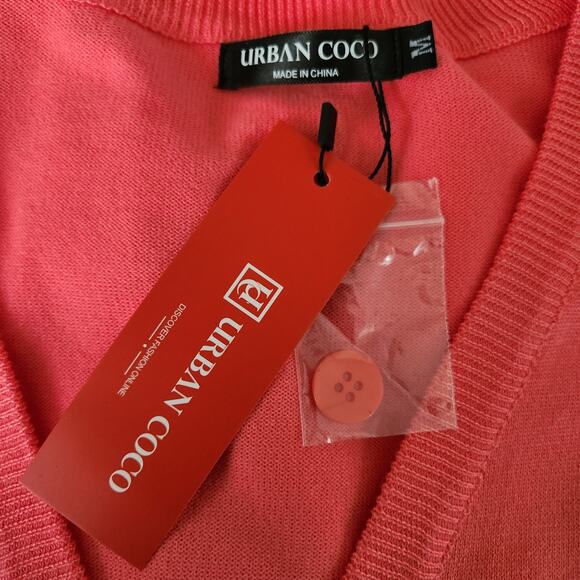 URBAN COCO
MADE IN CHINA
M
URBAN COCO
DISCOVER FASHION ONLINE